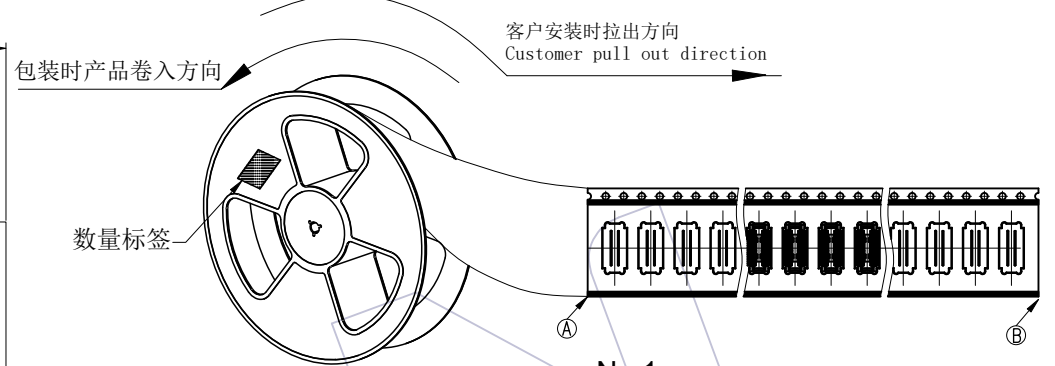 客户安装时拉出方向
Customer pull out direction
包装时产品卷入方向
数量标签
A
B